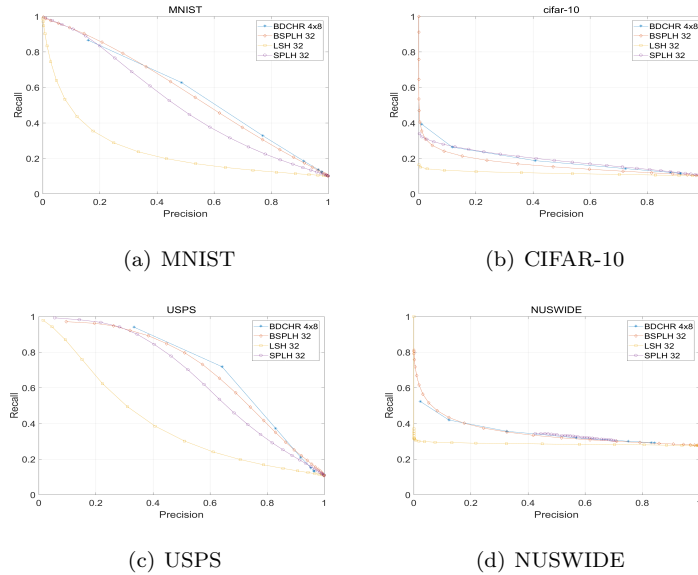 MNIST
BDCHR 4x8
BSPLH 32
LSH 32
SPLH 32
Recall
1
0.8
0.6
0.4
0.2
0
0 0.2 0.4 0.6 0.8 1
Precision
(a) MNIST
cifar-10
BDCHR 4x8
BSPLH 32
LSH 32
SPLH 32
Recall
1
0.8
0.6
0.4
0.2
0
0 0.2 0.4 0.6 0.8
Precision
(b) CIFAR-10
USPS
BDCHR 4x8
BSPLH 32
LSH 32
SPLH 32
Recall
1
0.8
0.6
0.4
0.2
0
0 0.2 0.4 0.6 0.8 1
Precision
(c) USPS
NUSWIDE
BDCHR 4x8
BSPLH 32
LSH 32
SPLH 32
Recall
1
0.8
0.6
0.4
0.2
0
0 0.2 0.4 0.6 0.8
Precision
(d) NUSWIDE